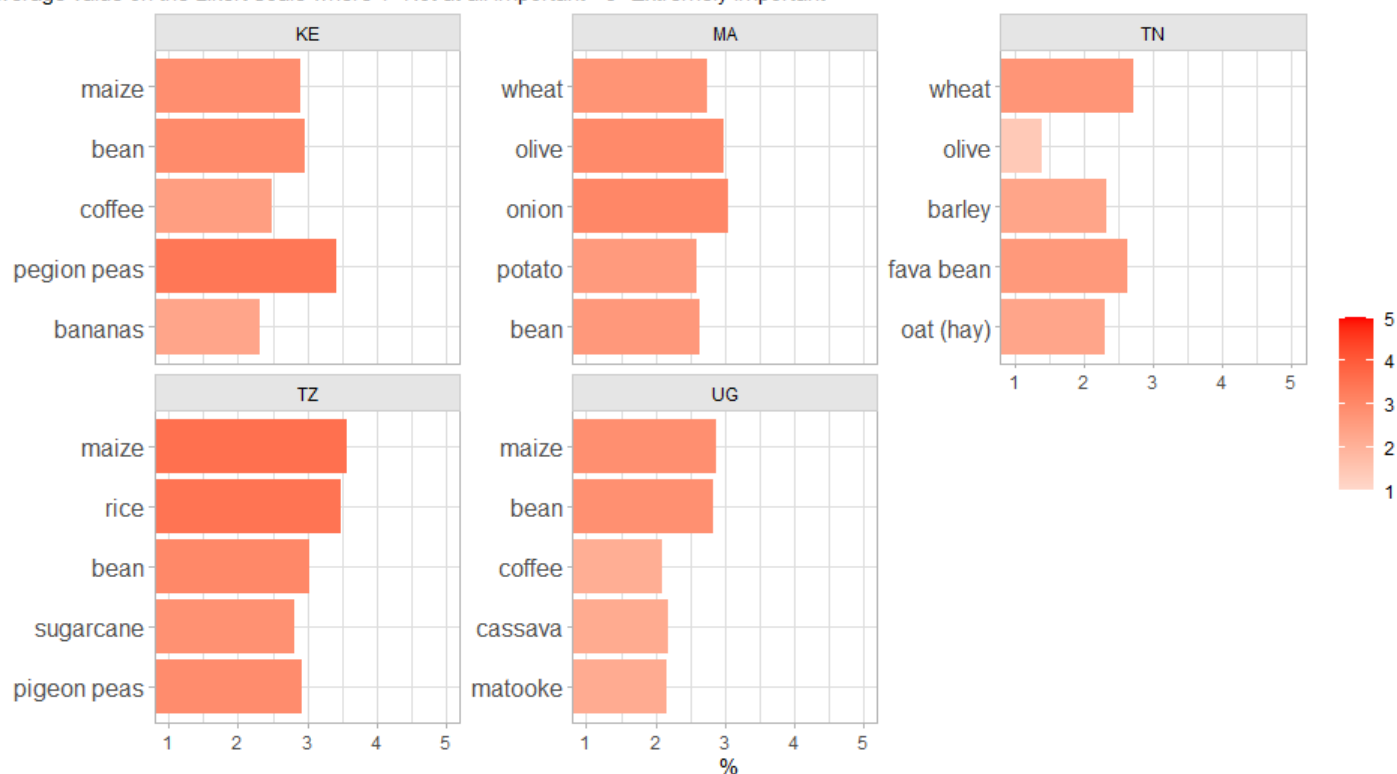 KE
MA
TN
maize
bean
coffee
pegion peas
bananas
wheat
olive
onion
potato
bean
wheat
olive
barley
fava bean
oat (hay)
1 2 3 4 5
5
4
3
2
1
TZ
UG
maize
rice
bean
sugarcane
pigeon peas
maize
bean
coffee
cassava
matooke
1 2 3 4 5
1 2 3 4 5
%